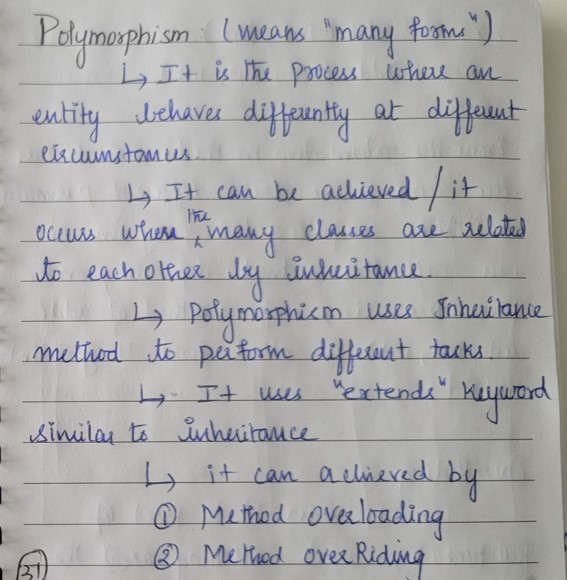 Polymorphism : (means "many forms")
↳ It is the process where an
entity behaves differently at different
circumstances.
↳ It can be achieved / it
occurs when the many classes are related
to each other by inheritance.
↳ Polymorphism uses Inheritance
method to perform different tasks.
↳ It uses "extends" keyword
similar to inheritance
↳ it can achieved by
① Method overloading
② Method overRiding
31